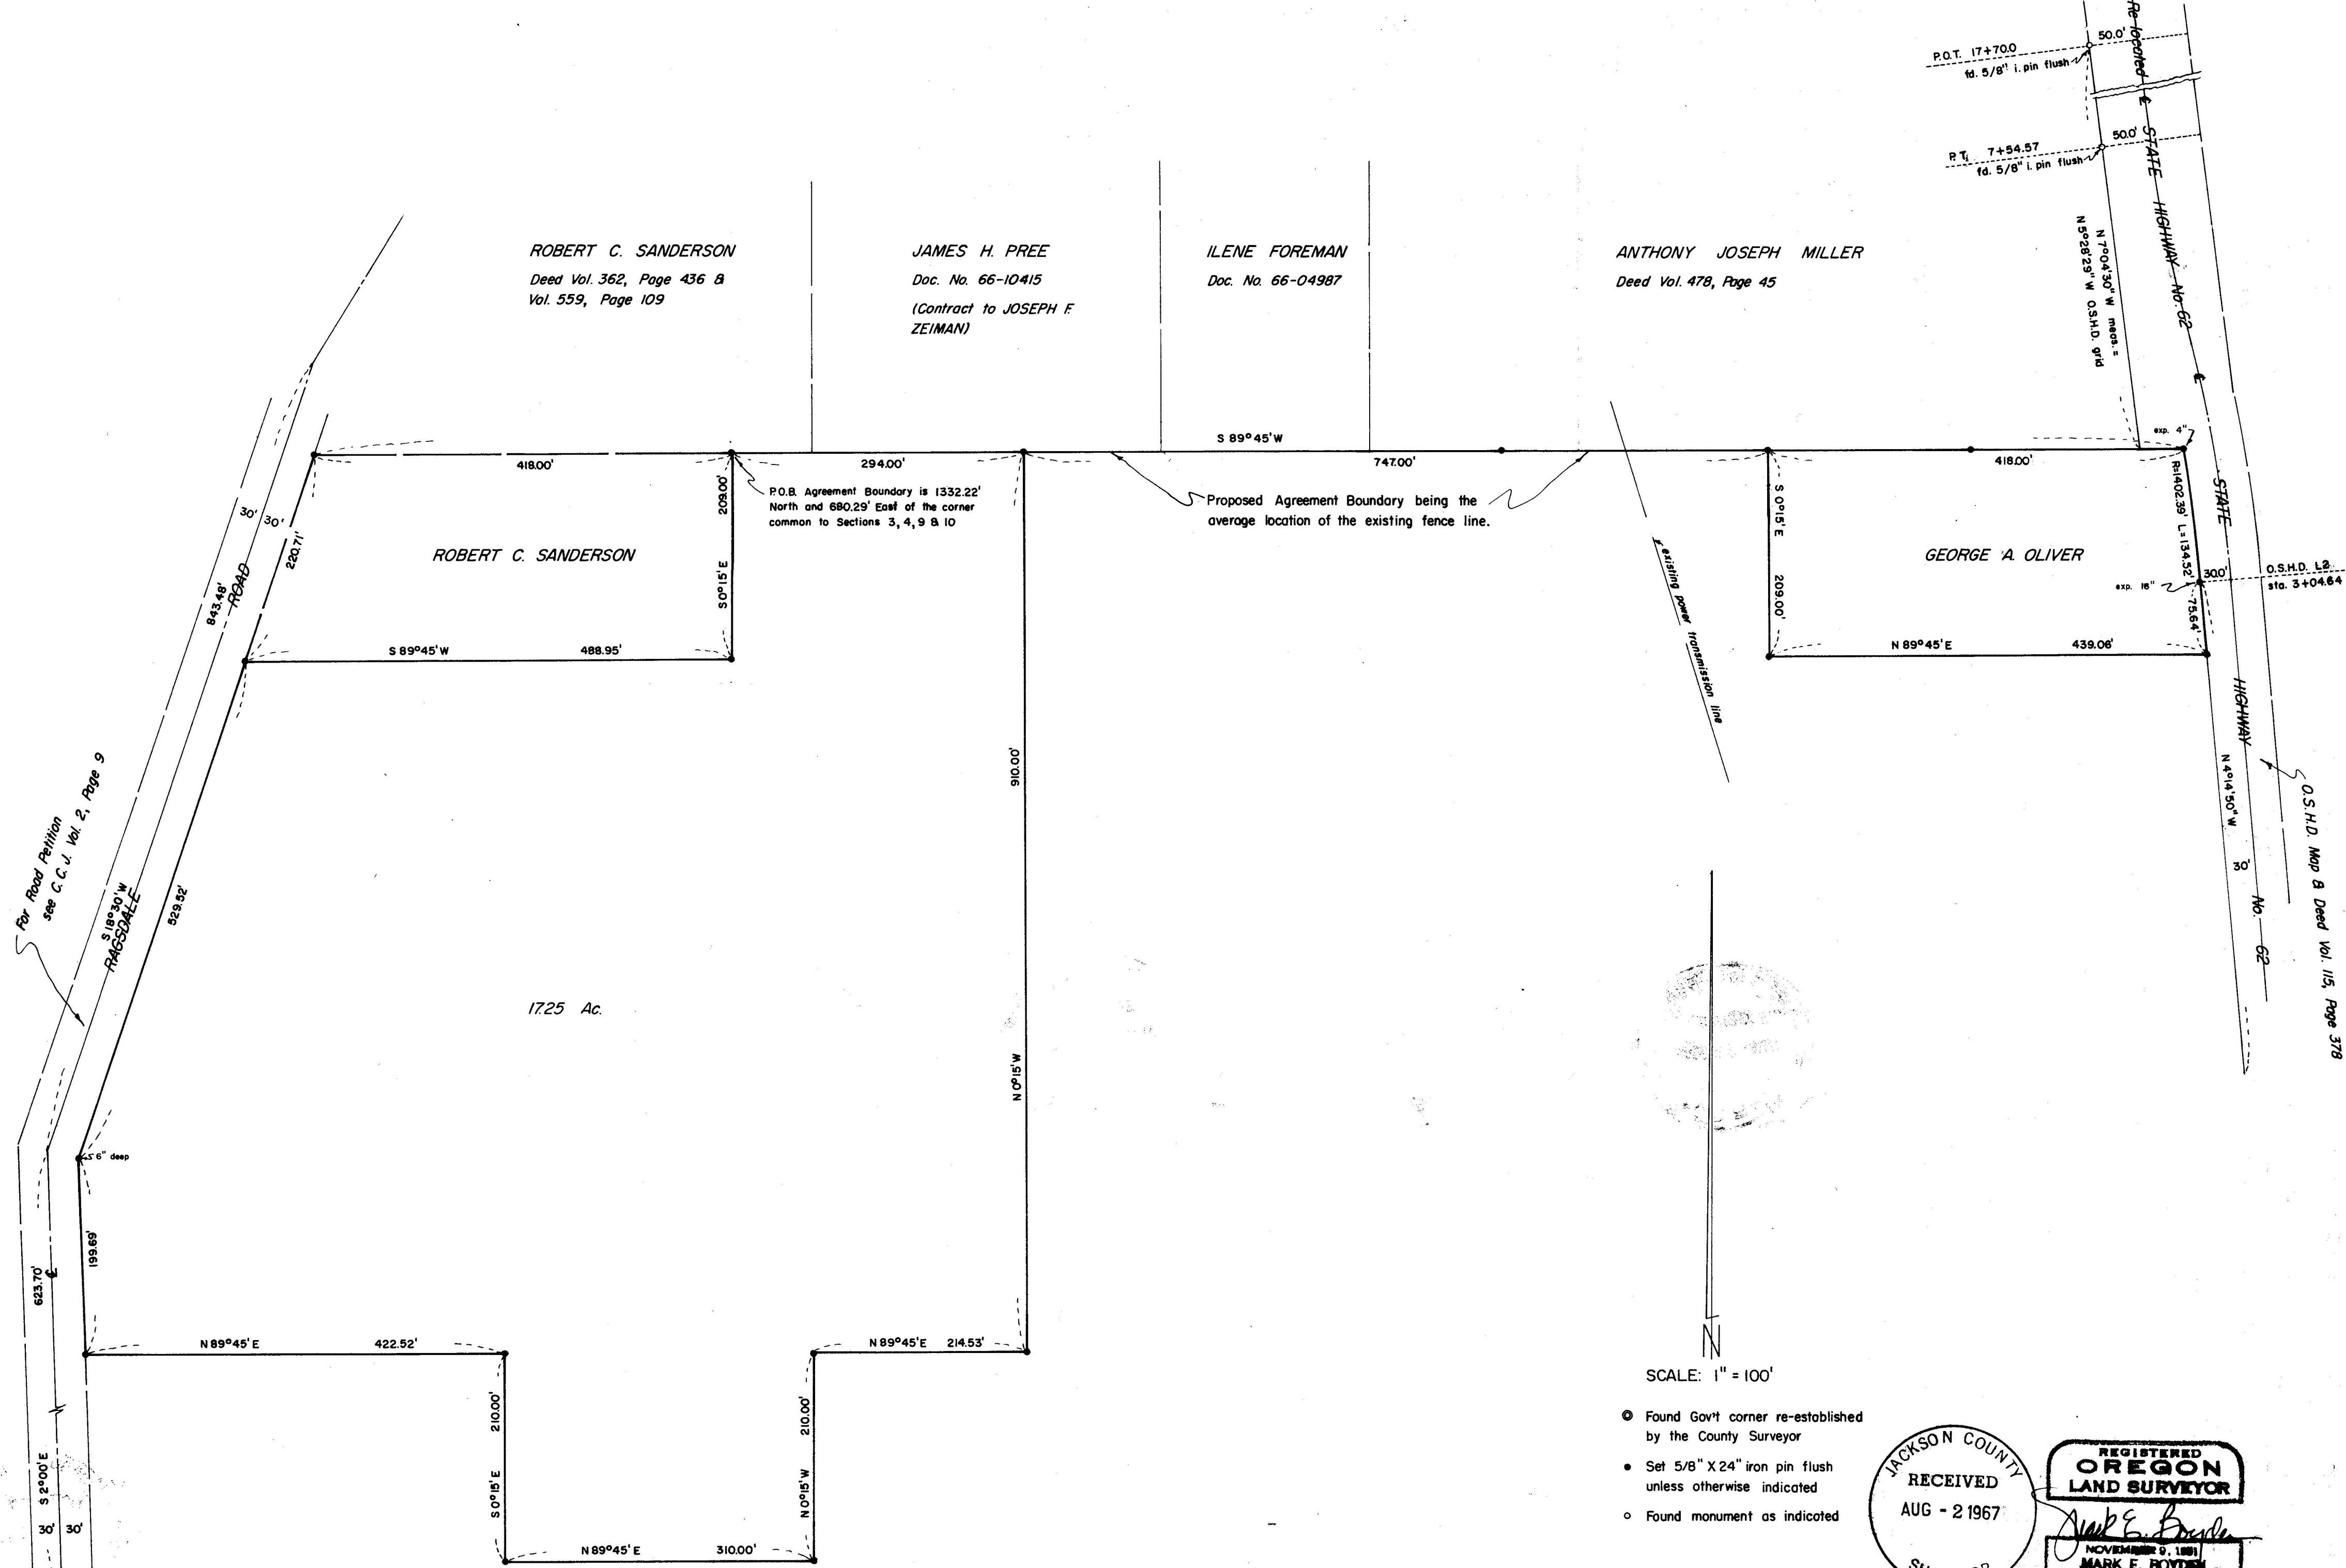 Re-located ℄ STATE HIGHWAY No. 62 ℄
P.O.T. 17+70.0
fd. 5/8" i. pin flush
50.0'
P.T. 7+54.57
fd. 5/8" i. pin flush
50.0'
N 7°04'30" W meas. =
N 5°28'29" W O.S.H.D. grid
ROBERT C. SANDERSON
Deed Vol. 362, Page 436 &
Vol. 559, Page 109
JAMES H. PREE
Doc. No. 66-10415
(Contract to JOSEPH F.
ZEIMAN)
ILENE FOREMAN
Doc. No. 66-04987
ANTHONY JOSEPH MILLER
Deed Vol. 478, Page 45
S 89°45' W
418.00'
294.00'
747.00'
418.00'
exp. 4"
P.O.B. Agreement Boundary is 1332.22'
North and 680.29' East of the corner
common to Sections 3, 4, 9 & 10
Proposed Agreement Boundary being the
average location of the existing fence line.
209.00'
S 0°15' E
30' 30'
220.71'
843.48'
ROBERT C. SANDERSON
S 89°45' W 488.95'
existing power transmission line
S 0°15' E
209.00'
GEORGE A. OLIVER
R=1402.39' L=134.52'
exp. 16"
30.0'
O.S.H.D. L2
sta. 3+04.64
75.64'
N 89°45' E 439.06'
STATE HIGHWAY No. 62
N 4°14'50" W
30'
O.S.H.D. Map & Deed Vol. 115, Page 378
For Road Petition
see C. C. J. Vol. 2, Page 9
S 18°30' W
RAGSDALE ROAD
529.52'
910.00'
N 0°15' W
17.25 Ac.
6" deep
199.69'
623.70'
℄
S 2°00' E
30' 30'
N 89°45' E 422.52'
N 89°45' E 214.53'
210.00'
S 0°15' E
210.00'
N 0°15' W
N 89°45' E 310.00'
N
SCALE: 1" = 100'
Found Gov't corner re-established
by the County Surveyor
Set 5/8" X 24" iron pin flush
unless otherwise indicated
Found monument as indicated
JACKSON COUNTY
RECEIVED
AUG - 2 1967
REGISTERED
OREGON
LAND SURVEYOR
Mark E. Boyden
MARK E. BOYDEN